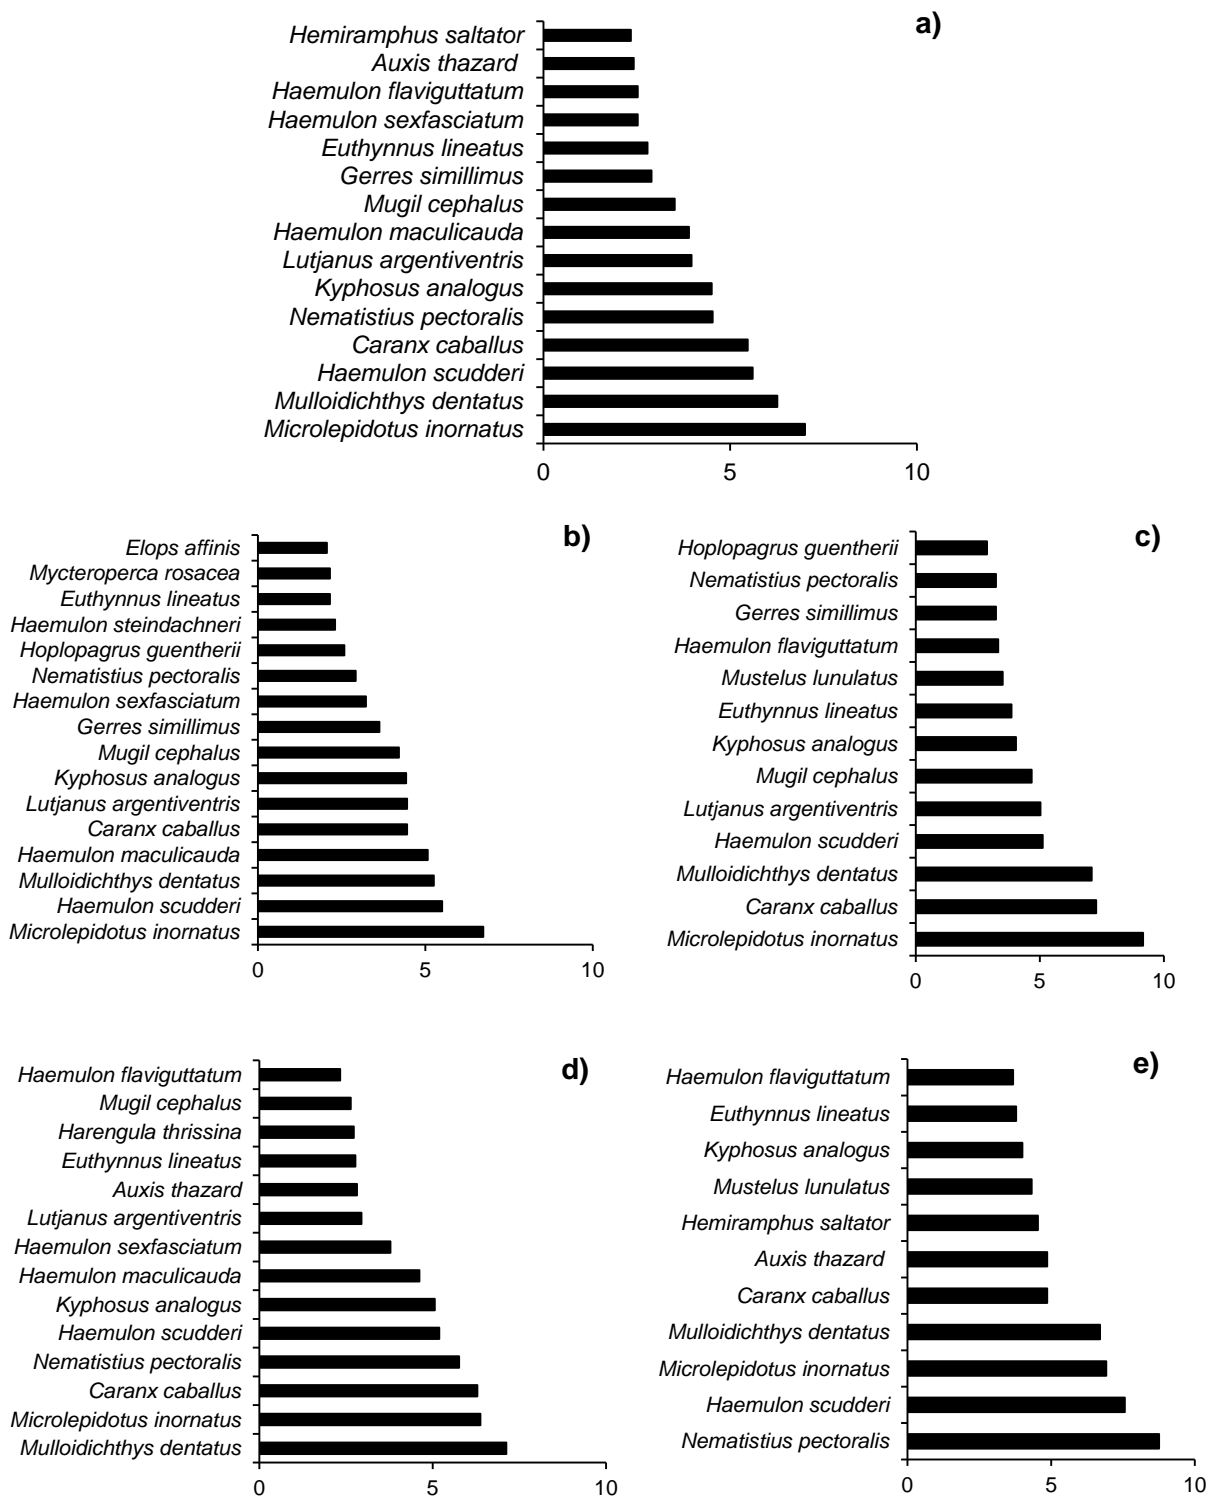 a)
Hemiramphus saltator
Auxis thazard
Haemulon flaviguttatum
Haemulon sexfasciatum
Euthynnus lineatus
Gerres simillimus
Mugil cephalus
Haemulon maculicauda
Lutjanus argentiventris
Kyphosus analogus
Nematistius pectoralis
Caranx caballus
Haemulon scudderi
Mulloidichthys dentatus
Microlepidotus inornatus
0 5 10
b)
Elops affinis
Mycteroperca rosacea
Euthynnus lineatus
Haemulon steindachneri
Hoplopagrus guentherii
Nematistius pectoralis
Haemulon sexfasciatum
Gerres simillimus
Mugil cephalus
Kyphosus analogus
Lutjanus argentiventris
Caranx caballus
Haemulon maculicauda
Mulloidichthys dentatus
Haemulon scudderi
Microlepidotus inornatus
0 5 10
c)
Hoplopagrus guentherii
Nematistius pectoralis
Gerres simillimus
Haemulon flaviguttatum
Mustelus lunulatus
Euthynnus lineatus
Kyphosus analogus
Mugil cephalus
Lutjanus argentiventris
Haemulon scudderi
Mulloidichthys dentatus
Caranx caballus
Microlepidotus inornatus
0 5 10
d)
Haemulon flaviguttatum
Mugil cephalus
Harengula thrissina
Euthynnus lineatus
Auxis thazard
Lutjanus argentiventris
Haemulon sexfasciatum
Haemulon maculicauda
Kyphosus analogus
Haemulon scudderi
Nematistius pectoralis
Caranx caballus
Microlepidotus inornatus
Mulloidichthys dentatus
0 5 10
e)
Haemulon flaviguttatum
Euthynnus lineatus
Kyphosus analogus
Mustelus lunulatus
Hemiramphus saltator
Auxis thazard
Caranx caballus
Mulloidichthys dentatus
Microlepidotus inornatus
Haemulon scudderi
Nematistius pectoralis
0 5 10